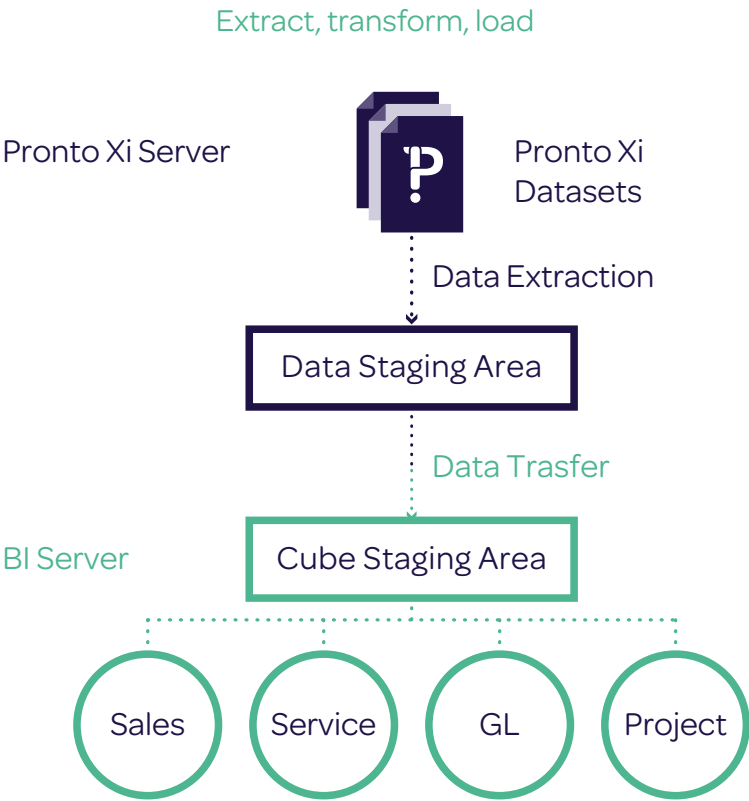 Extract, transform, load
Pronto Xi Server
Pronto Xi
Datasets
Data Extraction
Data Staging Area
Data Trasfer
BI Server
Cube Staging Area
Sales
Service
GL
Project